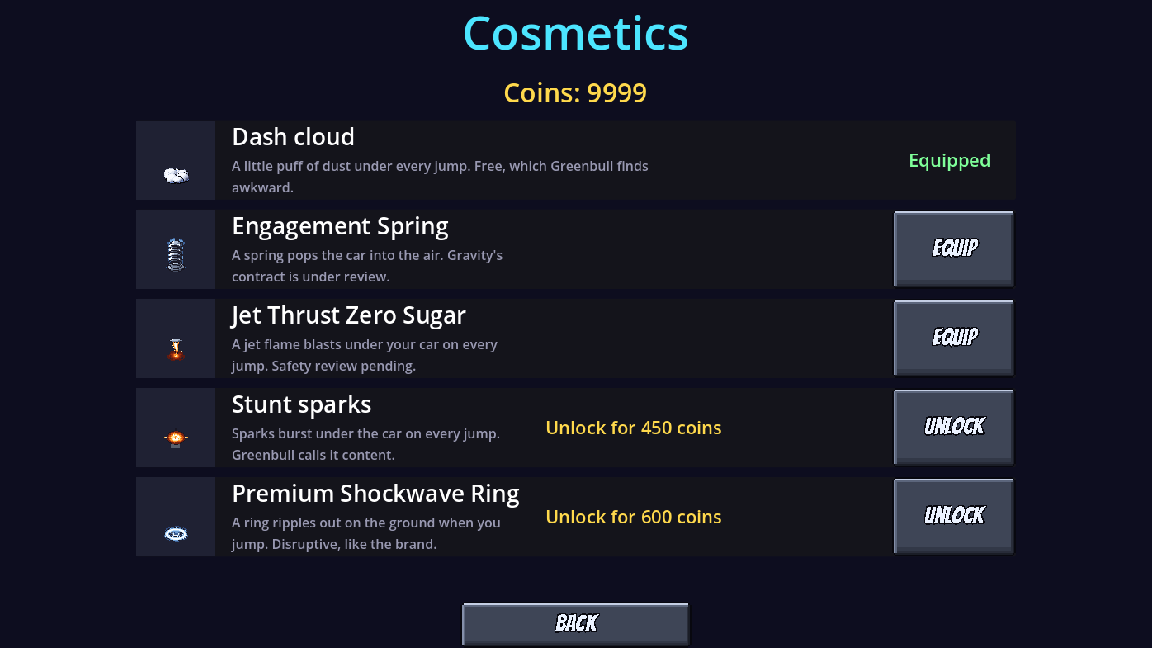 Cosmetics
Coins: 9999
Dash cloud
A little puff of dust under every jump. Free, which Greenbull finds
awkward.
Equipped
Engagement Spring
A spring pops the car into the air. Gravity's
contract is under review.
EQUIP
Jet Thrust Zero Sugar
A jet flame blasts under your car on every
jump. Safety review pending.
EQUIP
Stunt sparks
Sparks burst under the car on every jump.
Greenbull calls it content.
Unlock for 450 coins
UNLOCK
Premium Shockwave Ring
A ring ripples out on the ground when you
jump. Disruptive, like the brand.
Unlock for 600 coins
UNLOCK
BACK